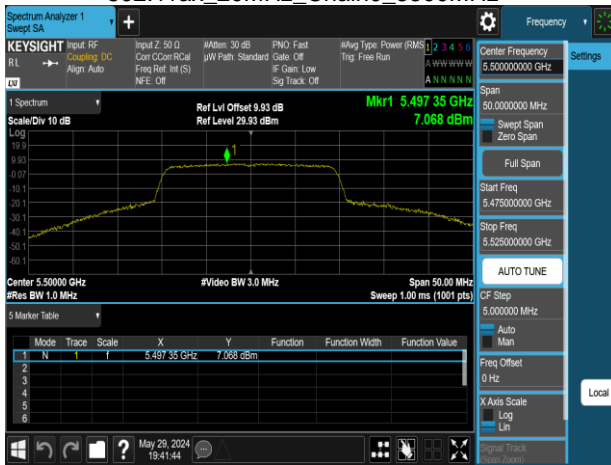 Spectrum Analyzer 1
Swept SA
Frequency
KEYSIGHT
RL
Input: RF
Coupling: DC
Align: Auto
Input Z: 50 Ω
Corr CCorr RCal
Freq Ref: Int (S)
NFE: Off
#Atten: 30 dB
µW Path: Standard
PNO: Fast
Gate: Off
IF Gain: Low
Sig Track: Off
#Avg Type: Power (RMS
Trig: Free Run
1 2 3 4 5 6
A W W W W W
A N N N N N
Settings
Center Frequency
5.500000000 GHz
Span
50.0000000 MHz
Swept Span
Zero Span
Full Span
Start Freq
5.475000000 GHz
Stop Freq
5.525000000 GHz
AUTO TUNE
CF Step
5.000000 MHz
Auto
Man
Freq Offset
0 Hz
X Axis Scale
Log
Lin
Signal Track
(Span Zoom)
Local
1 Spectrum
Scale/Div 10 dB
Ref Lvl Offset 9.93 dB
Ref Level 29.93 dBm
Mkr1 5.497 35 GHz
7.068 dBm
Log
19.9
9.93
-0.07
-10.1
-20.1
-30.1
-40.1
-50.1
-60.1
1
Center 5.50000 GHz
#Res BW 1.0 MHz
#Video BW 3.0 MHz
Span 50.00 MHz
Sweep 1.00 ms (1001 pts)
5 Marker Table
Mode Trace Scale X Y Function Function Width Function Value
1 N 1 f 5.497 35 GHz 7.068 dBm
2
3
4
5
6
May 29, 2024
19:41:44